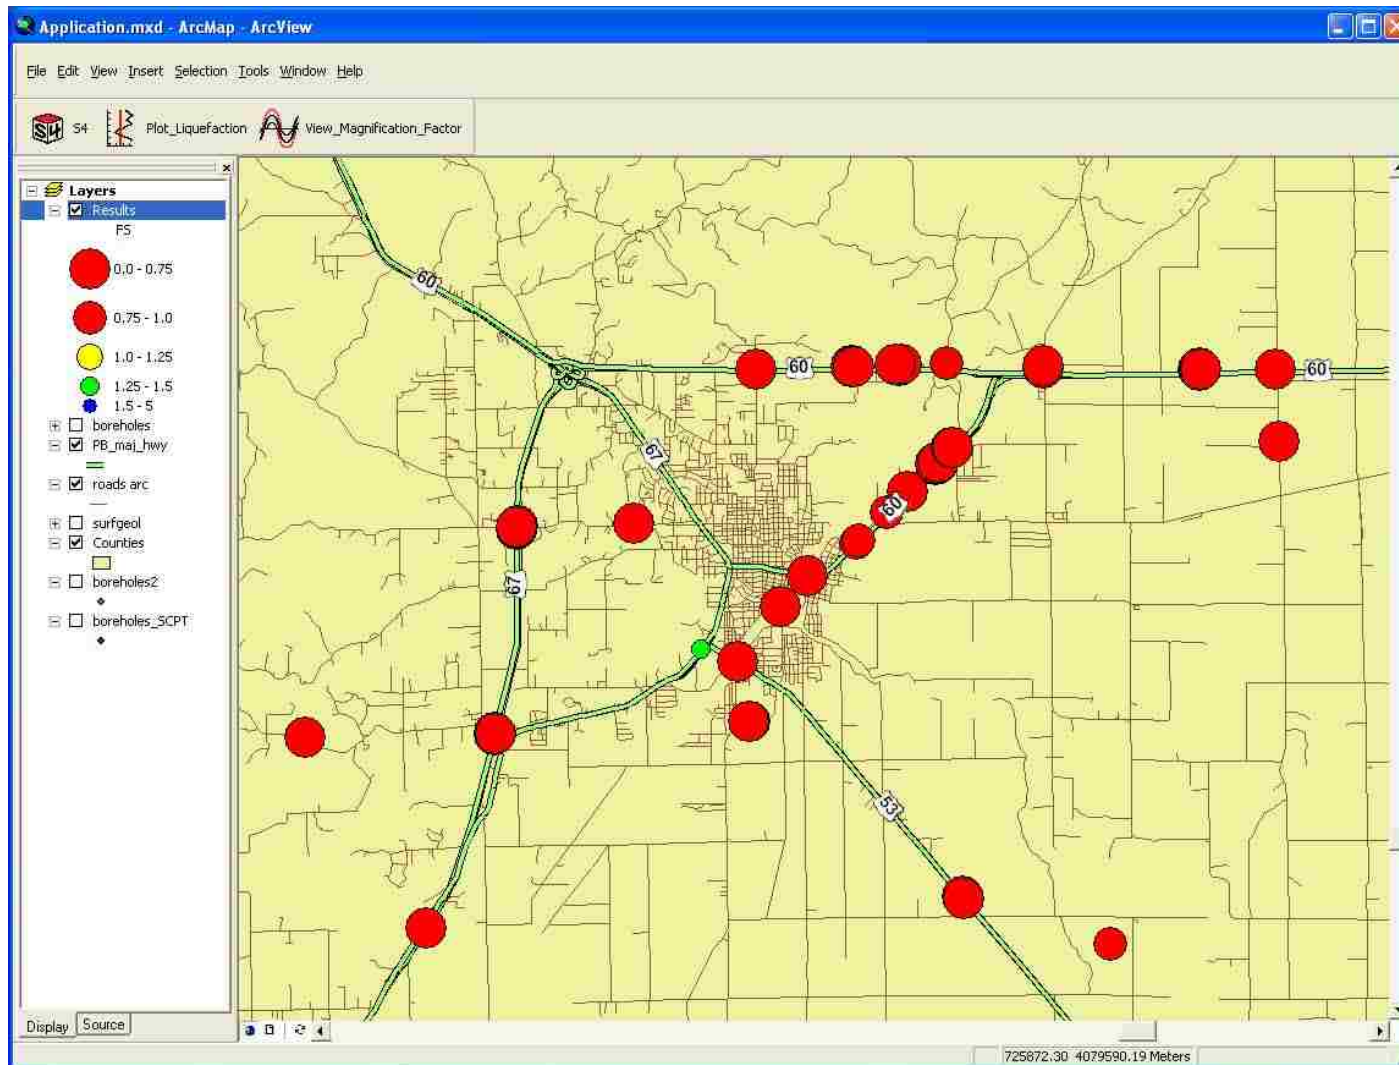 Application.mxd - ArcMap - ArcView
File Edit View Insert Selection Tools Window Help
S4 S4 Plot_Liquefaction View_Magnification_Factor
Layers
Results
FS
0.0 - 0.75
0.75 - 1.0
1.0 - 1.25
1.25 - 1.5
1.5 - 5
boreholes
PB_maj_hwy
roads arc
surfgeol
Counties
boreholes2
boreholes_SCPT
Display Source
60
60
60
67
60
67
53
725872.30 4079590.19 Meters